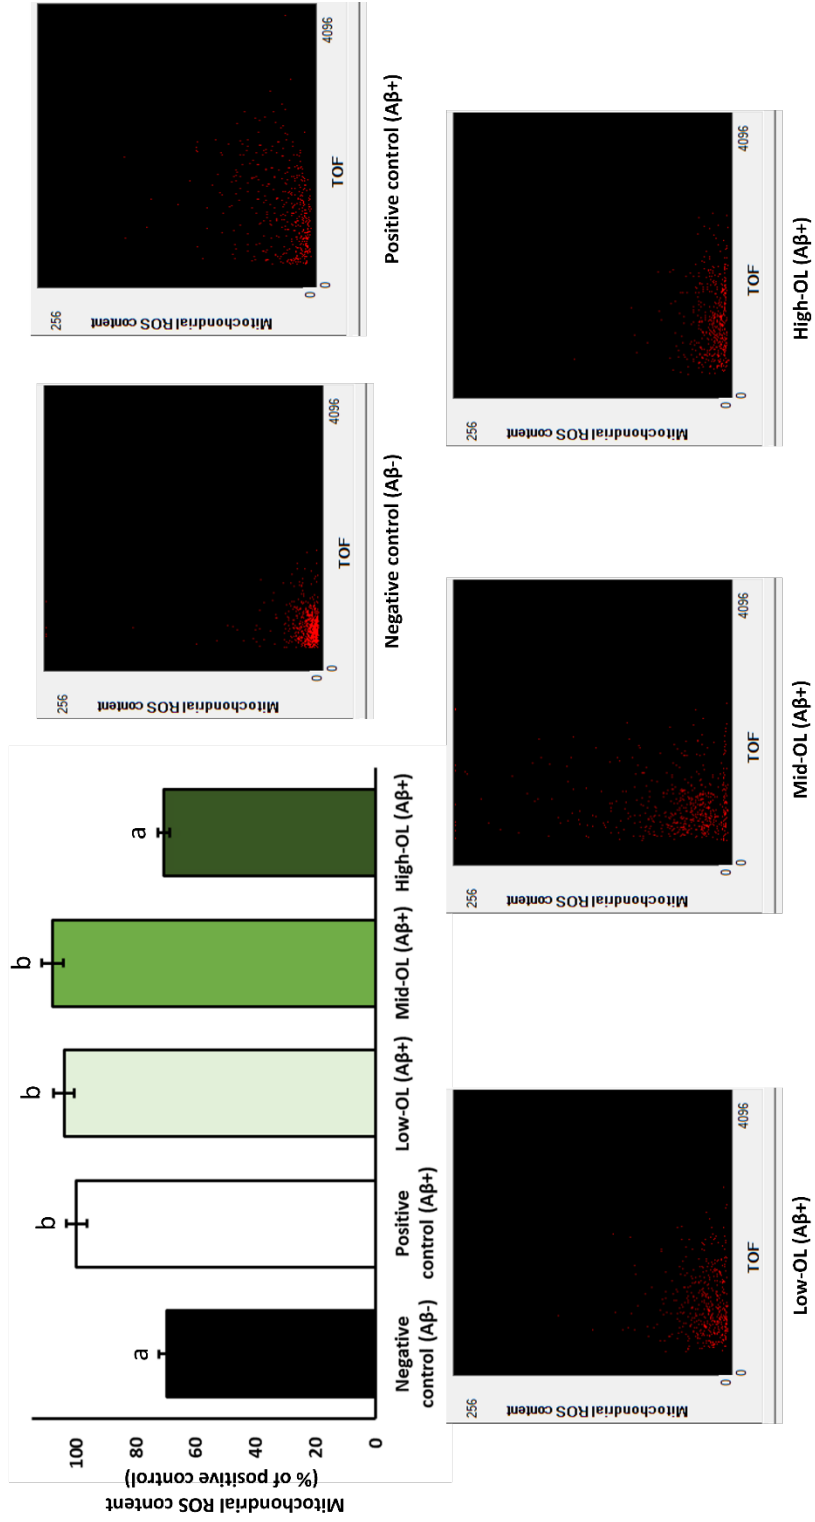 Mitochondrial ROS content
(% of positive control)
100
80
60
40
20
0
a
b
b
b
a
Negative
control (Aβ-)
Positive
control (Aβ+)
Low-OL (Aβ+)
Mid-OL (Aβ+)
High-OL (Aβ+)
256
Mitochondrial ROS content
0
0
TOF
4096
Negative control (Aβ-)
256
Mitochondrial ROS content
0
0
TOF
4096
Positive control (Aβ+)
256
Mitochondrial ROS content
0
0
TOF
4096
Low-OL (Aβ+)
256
Mitochondrial ROS content
0
0
TOF
4096
Mid-OL (Aβ+)
256
Mitochondrial ROS content
0
0
TOF
4096
High-OL (Aβ+)